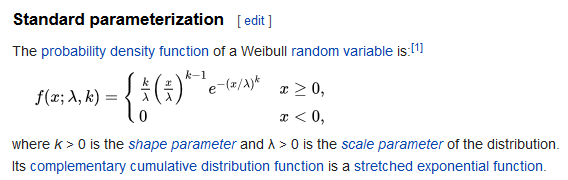 Standard parameterization [ edit ]
The probability density function of a Weibull random variable is:[1]
f(x; λ, k) = { k/λ (x/λ)^{k−1} e^{−(x/λ)^k} x ≥ 0,
0 x < 0,
where k > 0 is the shape parameter and λ > 0 is the scale parameter of the distribution.
Its complementary cumulative distribution function is a stretched exponential function.